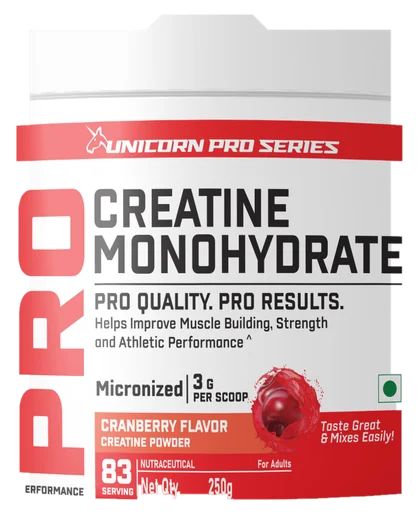 UNICORN PRO SERIES
PRO
CREATINE
MONOHYDRATE
PRO QUALITY. PRO RESULTS.
Helps Improve Muscle Building, Strength
and Athletic Performance^
Micronized
3 G
PER SCOOP
CRANBERRY FLAVOR
CREATINE POWDER
Taste Great
& Mixes Easily!
83
SERVING
NUTRACEUTICAL
For Adults
Net Qty. 250g
ERFORMANCE